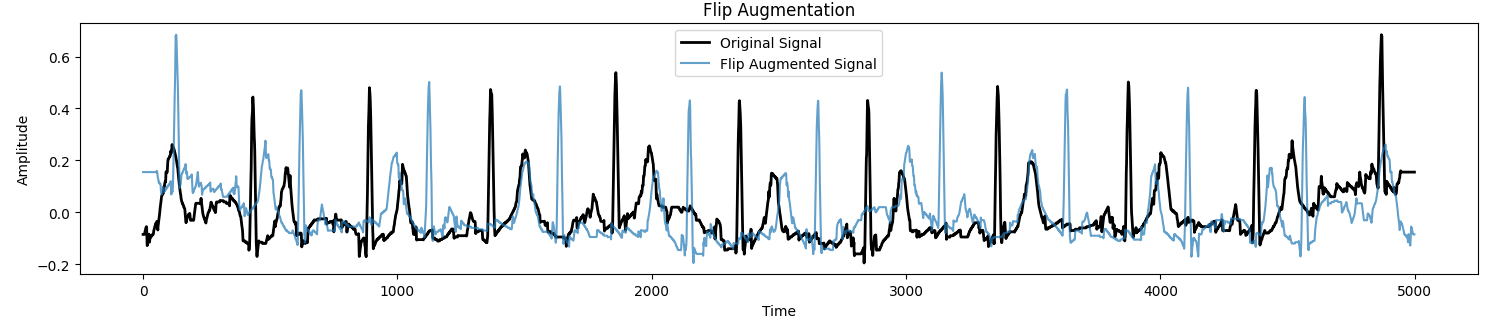 Flip Augmentation
Original Signal
Flip Augmented Signal
Amplitude
0.6
0.4
0.2
0.0
−0.2
0 1000 2000 3000 4000 5000
Time